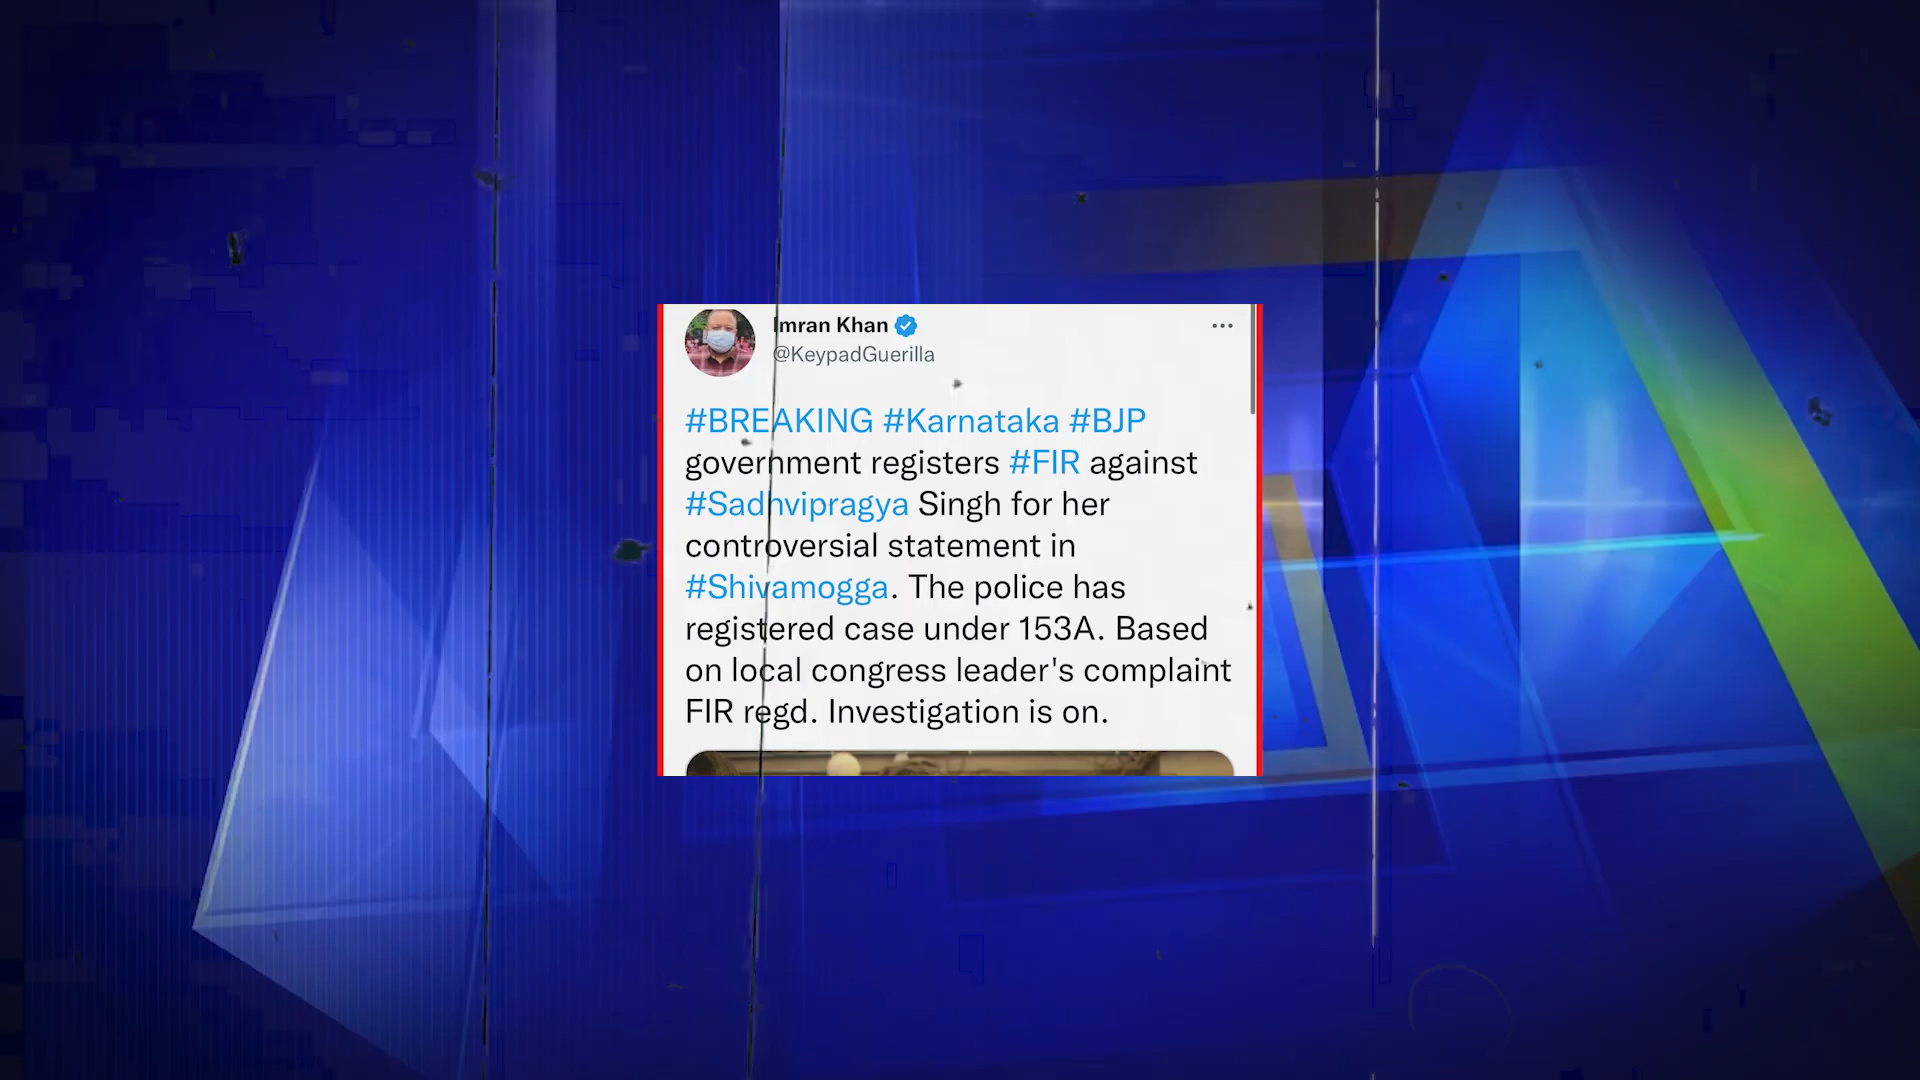 Imran Khan
@KeypadGuerilla
#BREAKING #Karnataka #BJP
government registers #FIR against
#Sadhvipragya Singh for her
controversial statement in
#Shivamogga. The police has
registered case under 153A. Based
on local congress leader's complaint
FIR regd. Investigation is on.